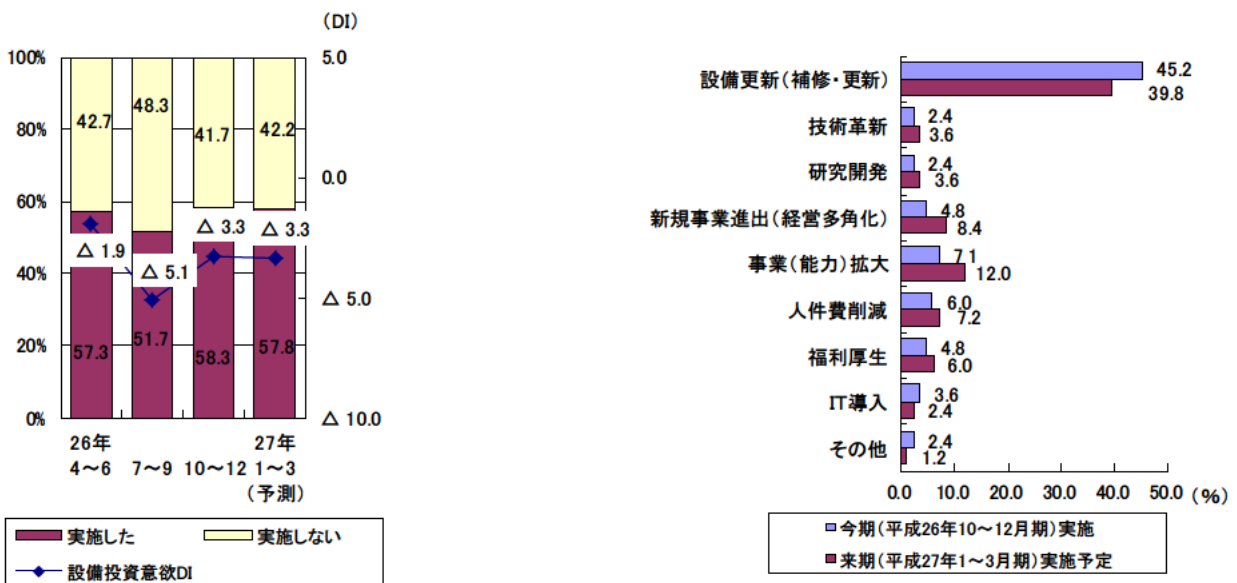 (DI)
100%
80%
60%
40%
20%
0%
5.0
0.0
△ 5.0
△ 10.0
42.7
48.3
41.7
42.2
△ 1.9
△ 5.1
△ 3.3
△ 3.3
57.3
51.7
58.3
57.8
26年
4～6
7～9
10～12
27年
1～3
(予測)
実施した
実施しない
設備投資意欲DI
設備更新(補修・更新)
45.2
39.8
技術革新
2.4
3.6
研究開発
2.4
3.6
新規事業進出(経営多角化)
4.8
8.4
事業(能力)拡大
7.1
12.0
人件費削減
6.0
7.2
福利厚生
4.8
6.0
IT導入
3.6
2.4
その他
2.4
1.2
0.0 10.0 20.0 30.0 40.0 50.0 (%)
今期(平成26年10～12月期)実施
来期(平成27年1～3月期)実施予定